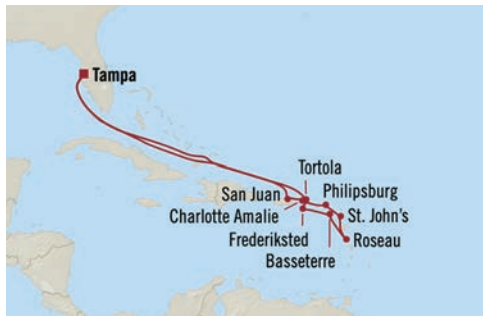 Tampa
Tortola
San Juan
Philipsburg
Charlotte Amalie
St. John's
Frederiksted
Roseau
Basseterre